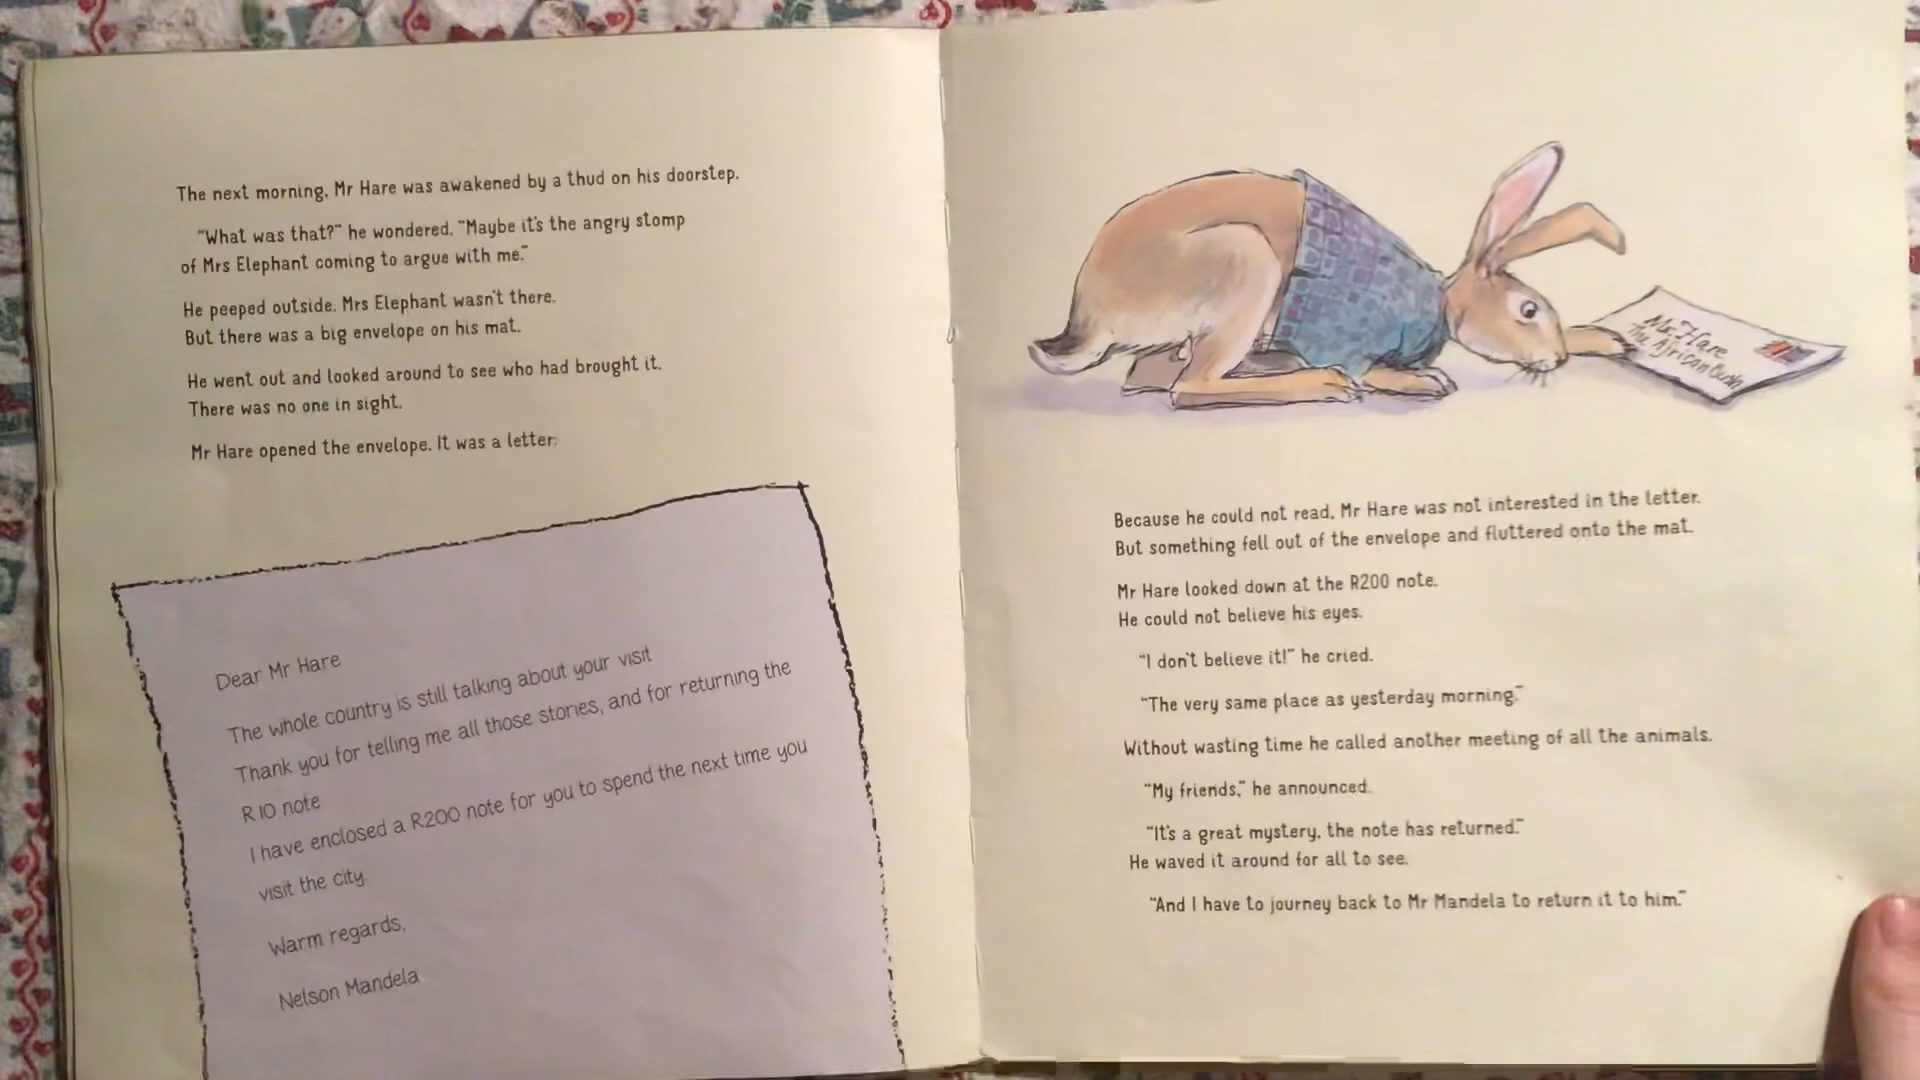 The next morning, Mr Hare was awakened by a thud on his doorstep.
“What was that?” he wondered. “Maybe it’s the angry stomp
of Mrs Elephant coming to argue with me.”
He peeped outside. Mrs Elephant wasn’t there.
But there was a big envelope on his mat.
He went out and looked around to see who had brought it.
There was no one in sight.
Mr Hare opened the envelope. It was a letter:
Dear Mr Hare
The whole country is still talking about your visit
Thank you for telling me all those stories, and for returning the
R10 note
I have enclosed a R200 note for you to spend the next time you
visit the city.
Warm regards,
Nelson Mandela
Mr. Hare
The African Bush
Because he could not read, Mr Hare was not interested in the letter.
But something fell out of the envelope and fluttered onto the mat.
Mr Hare looked down at the R200 note.
He could not believe his eyes.
“I don’t believe it!” he cried.
“The very same place as yesterday morning.”
Without wasting time he called another meeting of all the animals.
“My friends,” he announced.
“It’s a great mystery, the note has returned.”
He waved it around for all to see.
“And I have to journey back to Mr Mandela to return it to him.”